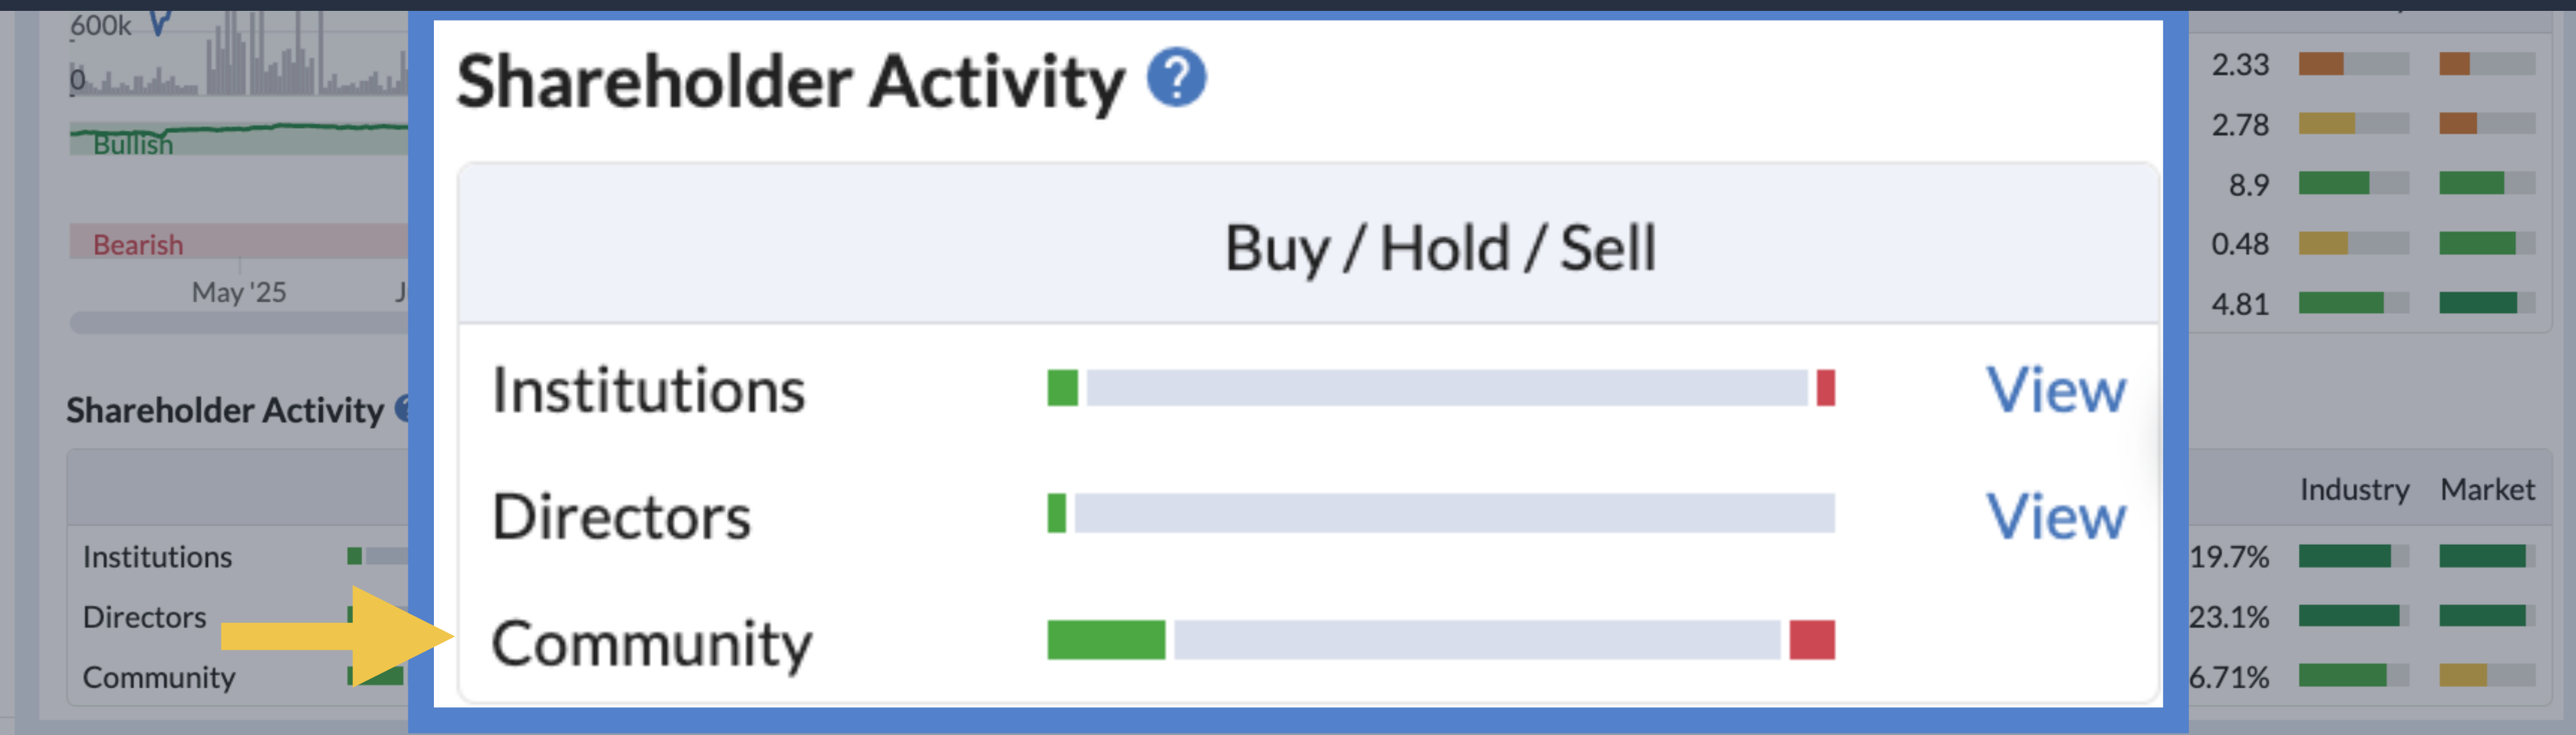 600k
0
Bullish
Bearish
May '25
Shareholder Activity
Institutions
Directors
Community
Shareholder Activity ?
Buy / Hold / Sell
Institutions View
Directors View
Community
2.33
2.78
8.9
0.48
4.81
Industry Market
19.7%
23.1%
6.71%